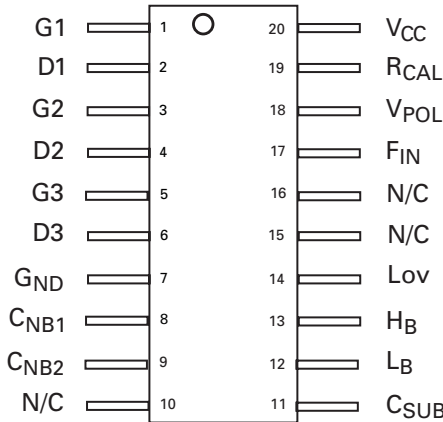 G1 1 20 VCC
D1 2 19 RCAL
G2 3 18 VPOL
D2 4 17 FIN
G3 5 16 N/C
D3 6 15 N/C
GND 7 14 Lov
CNB1 8 13 HB
CNB2 9 12 LB
N/C 10 11 CSUB